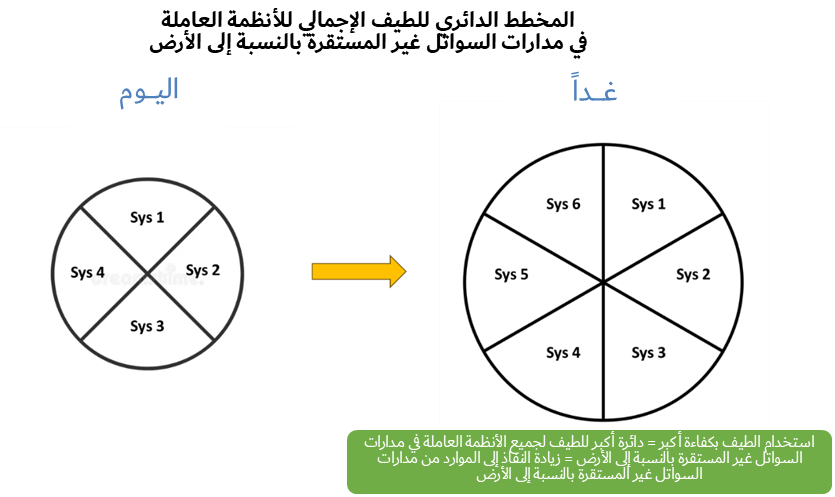 المخطط الدائري للطيف الإجمالي للأنظمة العاملة
في مدارات السواتل غير المستقرة بالنسبة إلى الأرض
اليـوم
غـداً
Sys 1
Sys 4
Sys 2
Sys 3
Sys 6
Sys 1
Sys 5
Sys 2
Sys 4
Sys 3
استخدام الطيف بكفاءة أكبر = دائرة أكبر للطيف لجميع الأنظمة العاملة في مدارات
السواتل غير المستقرة بالنسبة إلى الأرض = زيادة النفاذ إلى الموارد من مدارات
السواتل غير المستقرة بالنسبة إلى الأرض